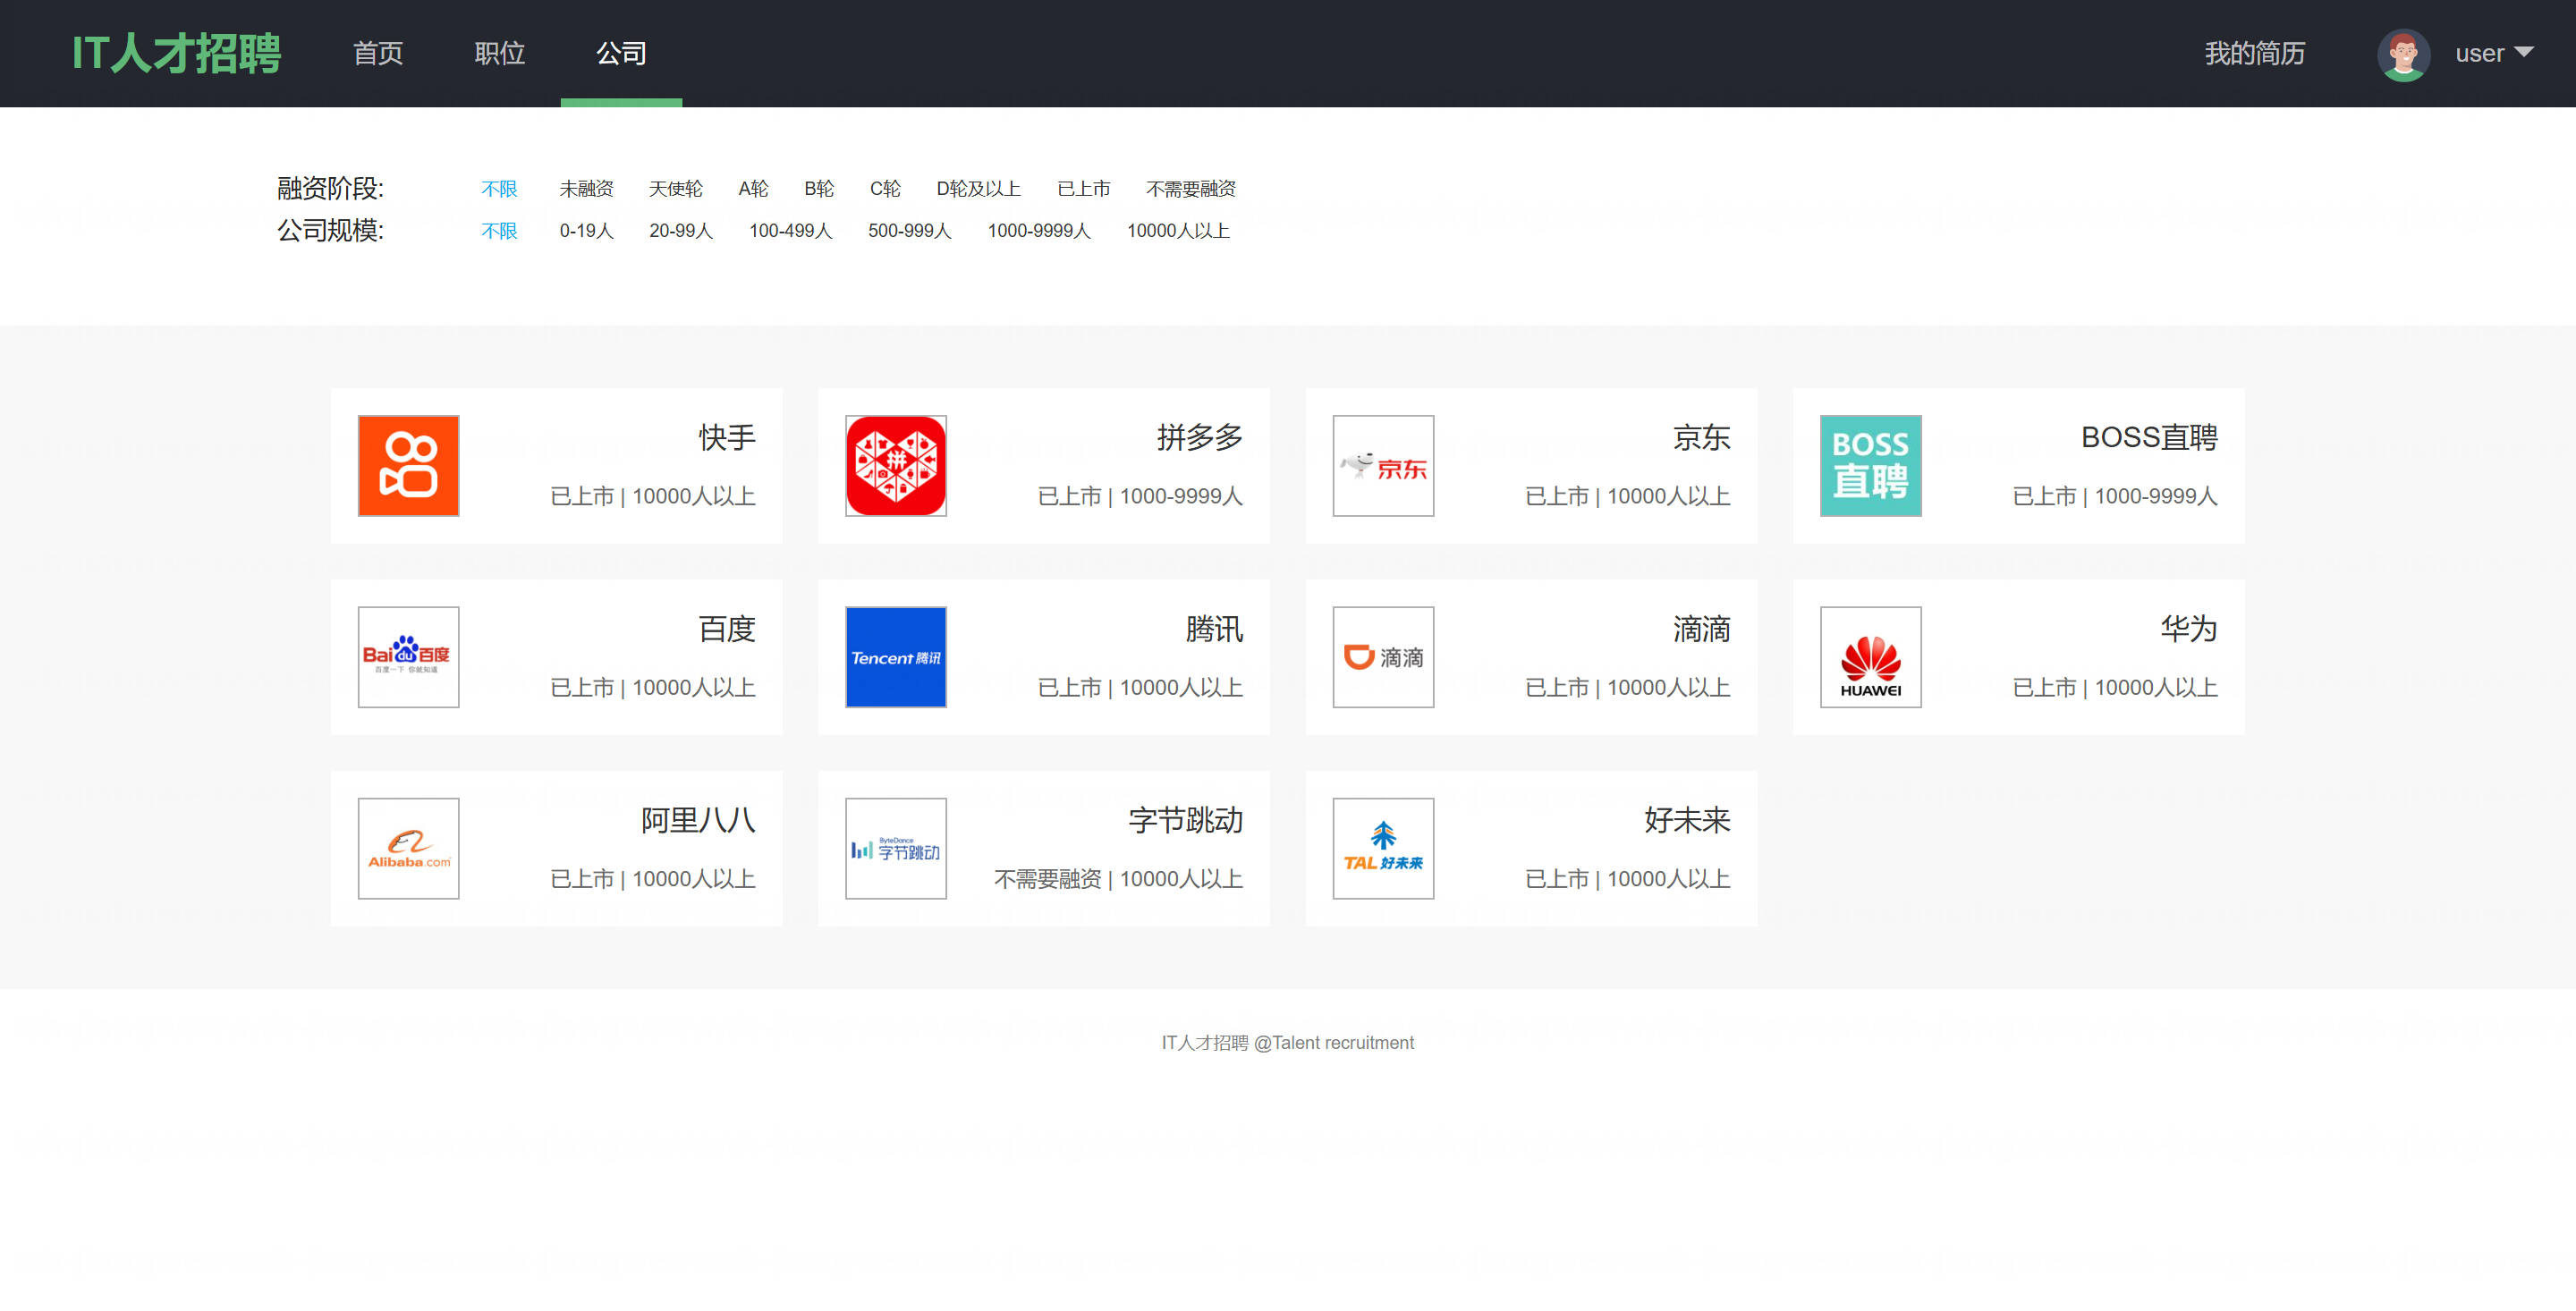 IT人才招聘 首页 职位 公司 我的简历 user
融资阶段: 不限 未融资 天使轮 A轮 B轮 C轮 D轮及以上 已上市 不需要融资
公司规模: 不限 0-19人 20-99人 100-499人 500-999人 1000-9999人 10000人以上
快手
已上市 | 10000人以上
拼
拼多多
已上市 | 1000-9999人
京东
京东
已上市 | 10000人以上
BOSS
直聘
BOSS直聘
已上市 | 1000-9999人
Bai du 百度
百度一下 你就知道
百度
已上市 | 10000人以上
Tencent 腾讯
腾讯
已上市 | 10000人以上
滴滴
滴滴
已上市 | 10000人以上
HUAWEI
华为
已上市 | 10000人以上
Alibaba.com
阿里八八
已上市 | 10000人以上
ByteDance
字节跳动
字节跳动
不需要融资 | 10000人以上
TAL 好未来
好未来
已上市 | 10000人以上
IT人才招聘 @Talent recruitment